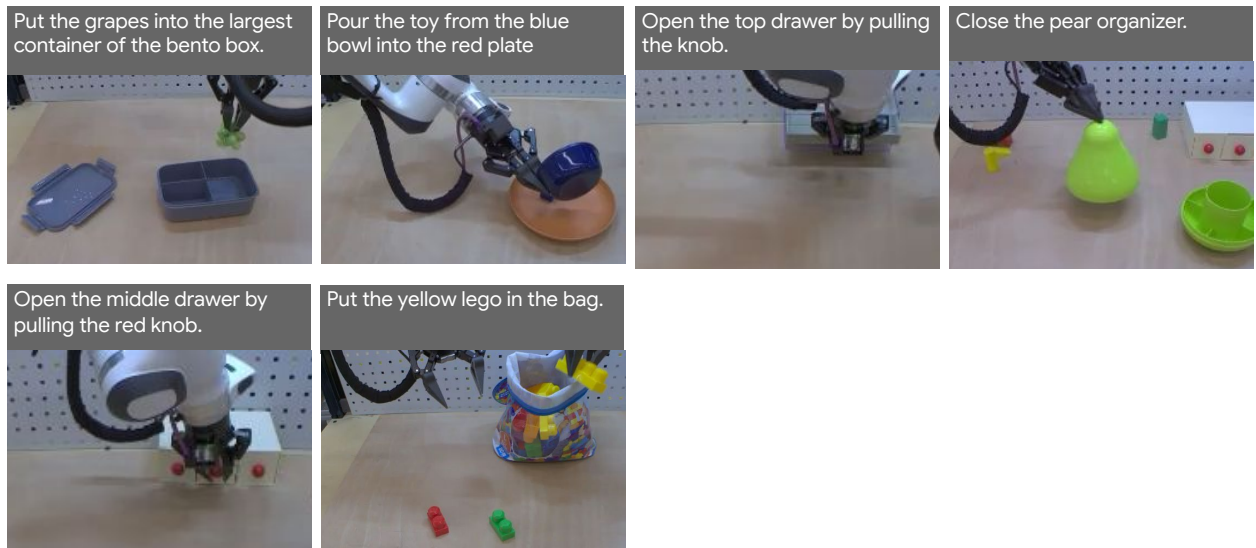 Put the grapes into the largest
container of the bento box.
Pour the toy from the blue
bowl into the red plate
Open the top drawer by pulling
the knob.
Close the pear organizer.
Open the middle drawer by
pulling the red knob.
Put the yellow lego in the bag.